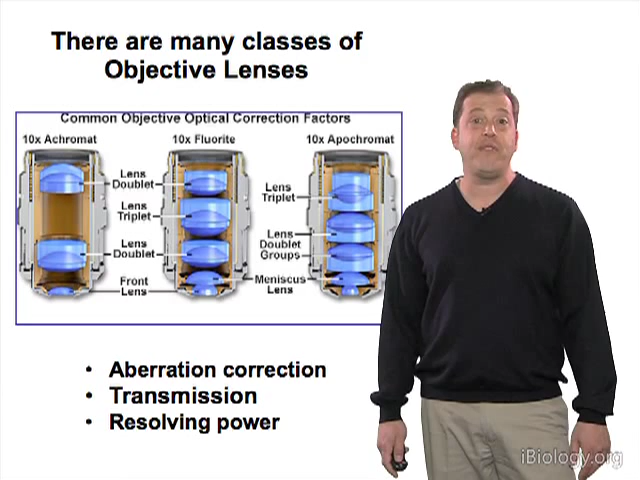 There are many classes of
Objective Lenses
Common Objective Optical Correction Factors
10x Achromat
10x Fluorite
10x Apochromat
Lens
Doublet
Lens
Triplet
Lens
Doublet
Front
Lens
Lens
Triplet
Lens
Doublet
Groups
Meniscus
Lens
• Aberration correction
• Transmission
• Resolving power
iBiology.org